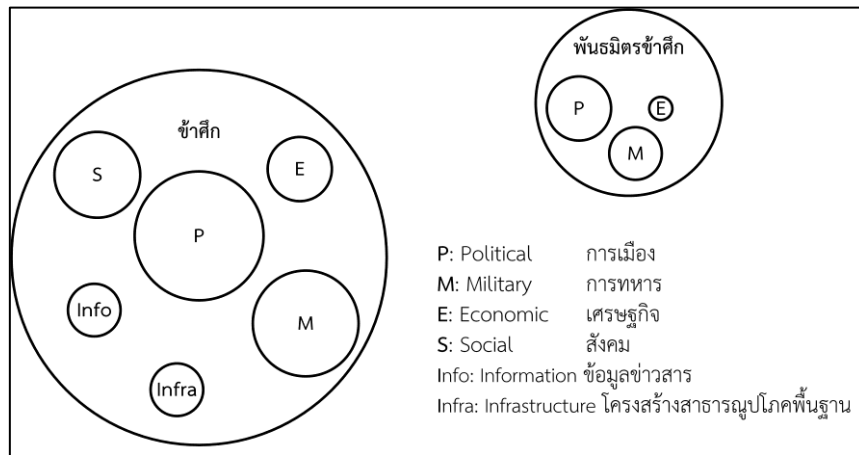 พันธมิตรข้าศึก
P
E
M
ข้าศึก
S
E
P
Info
M
Infra
P: Political การเมือง
M: Military การทหาร
E: Economic เศรษฐกิจ
S: Social สังคม
Info: Information ข้อมูลข่าวสาร
Infra: Infrastructure โครงสร้างสาธารณูปโภคพื้นฐาน